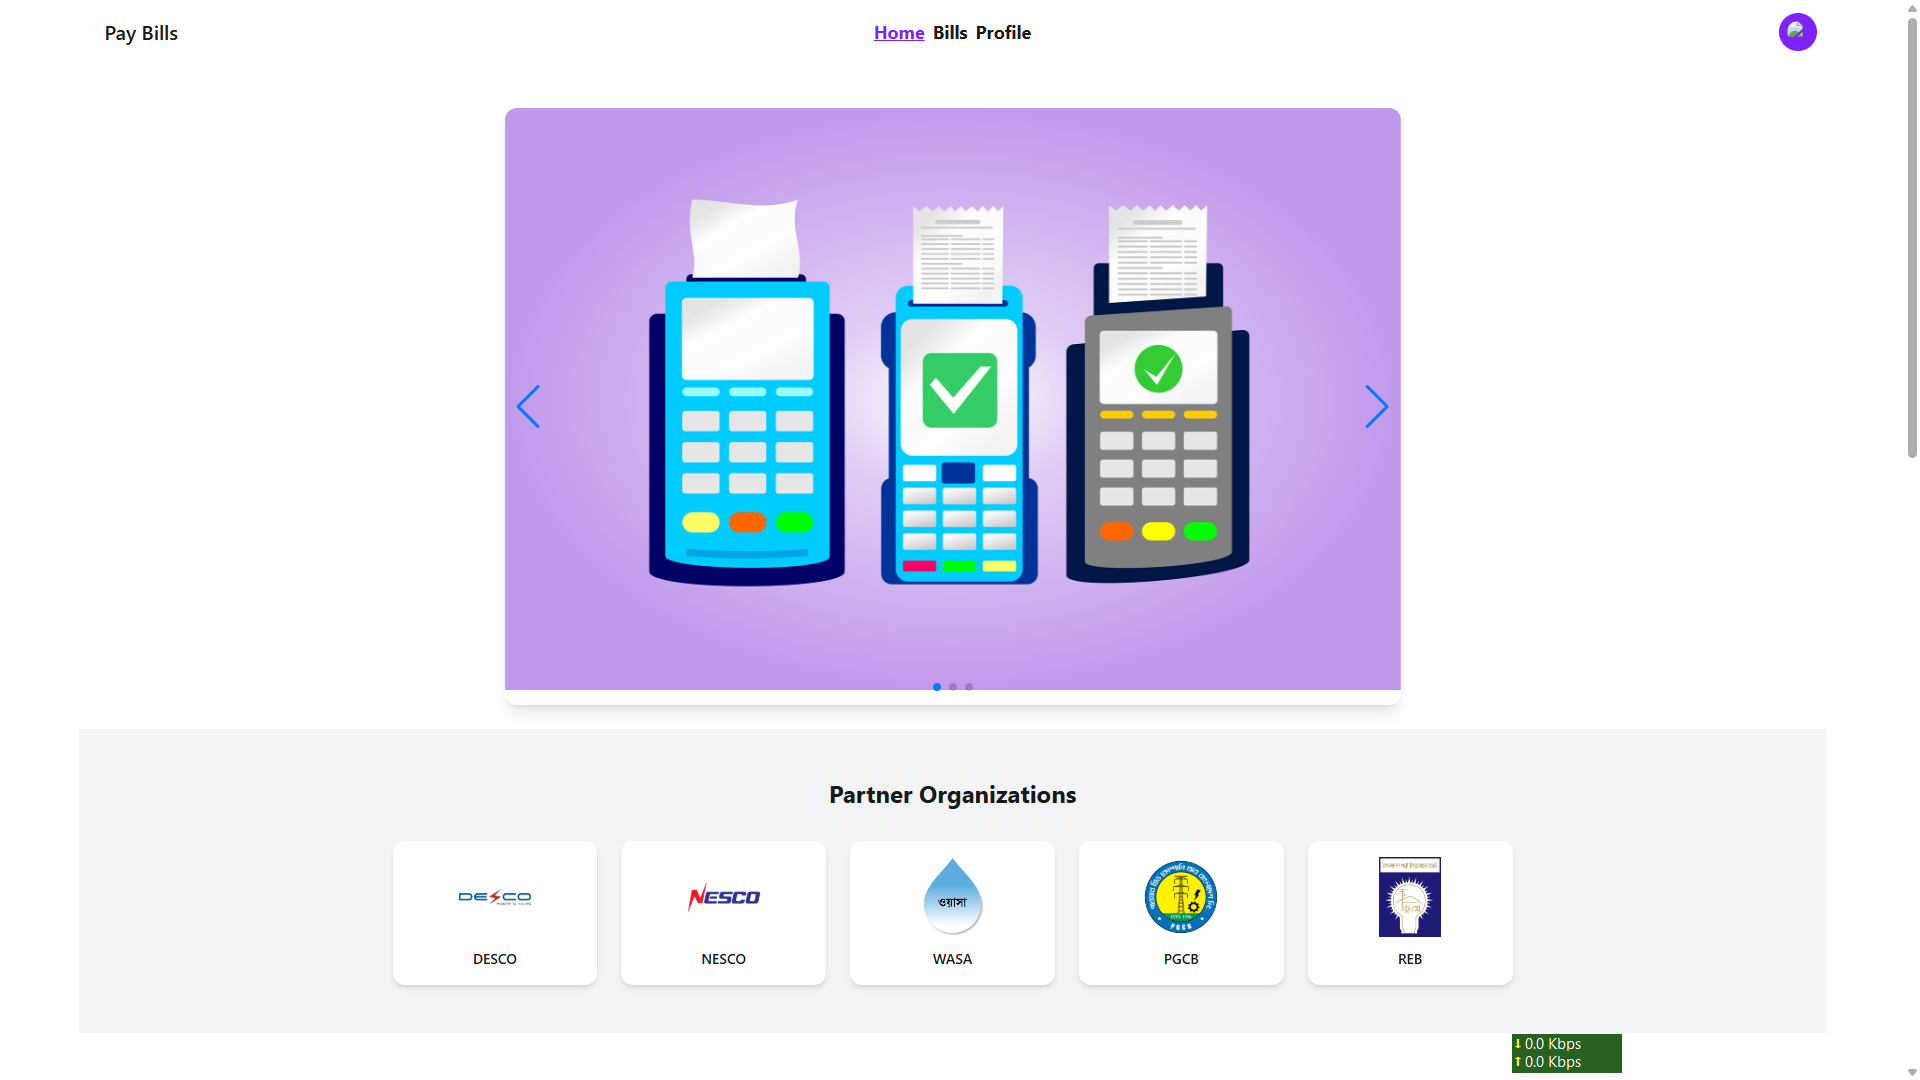 Pay Bills
Home Bills Profile
Partner Organizations
DESCO
DESCO
NESCO
NESCO
ওয়াসা
WASA
PGCB
PGCB
REB
0.0 Kbps
0.0 Kbps